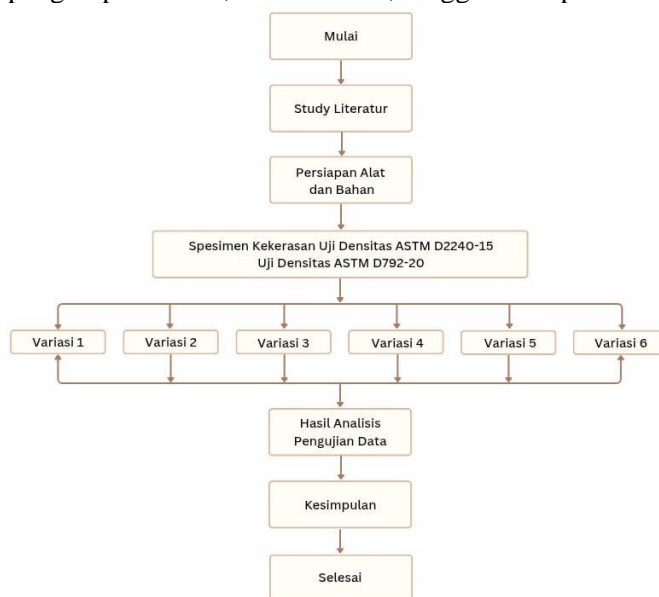 Mulai
Study Literatur
Persiapan Alat
dan Bahan
Spesimen Kekerasan Uji Densitas ASTM D2240-15
Uji Densitas ASTM D792-20
Variasi 1
Variasi 2
Variasi 3
Variasi 4
Variasi 5
Variasi 6
Hasil Analisis
Pengujian Data
Kesimpulan
Selesai